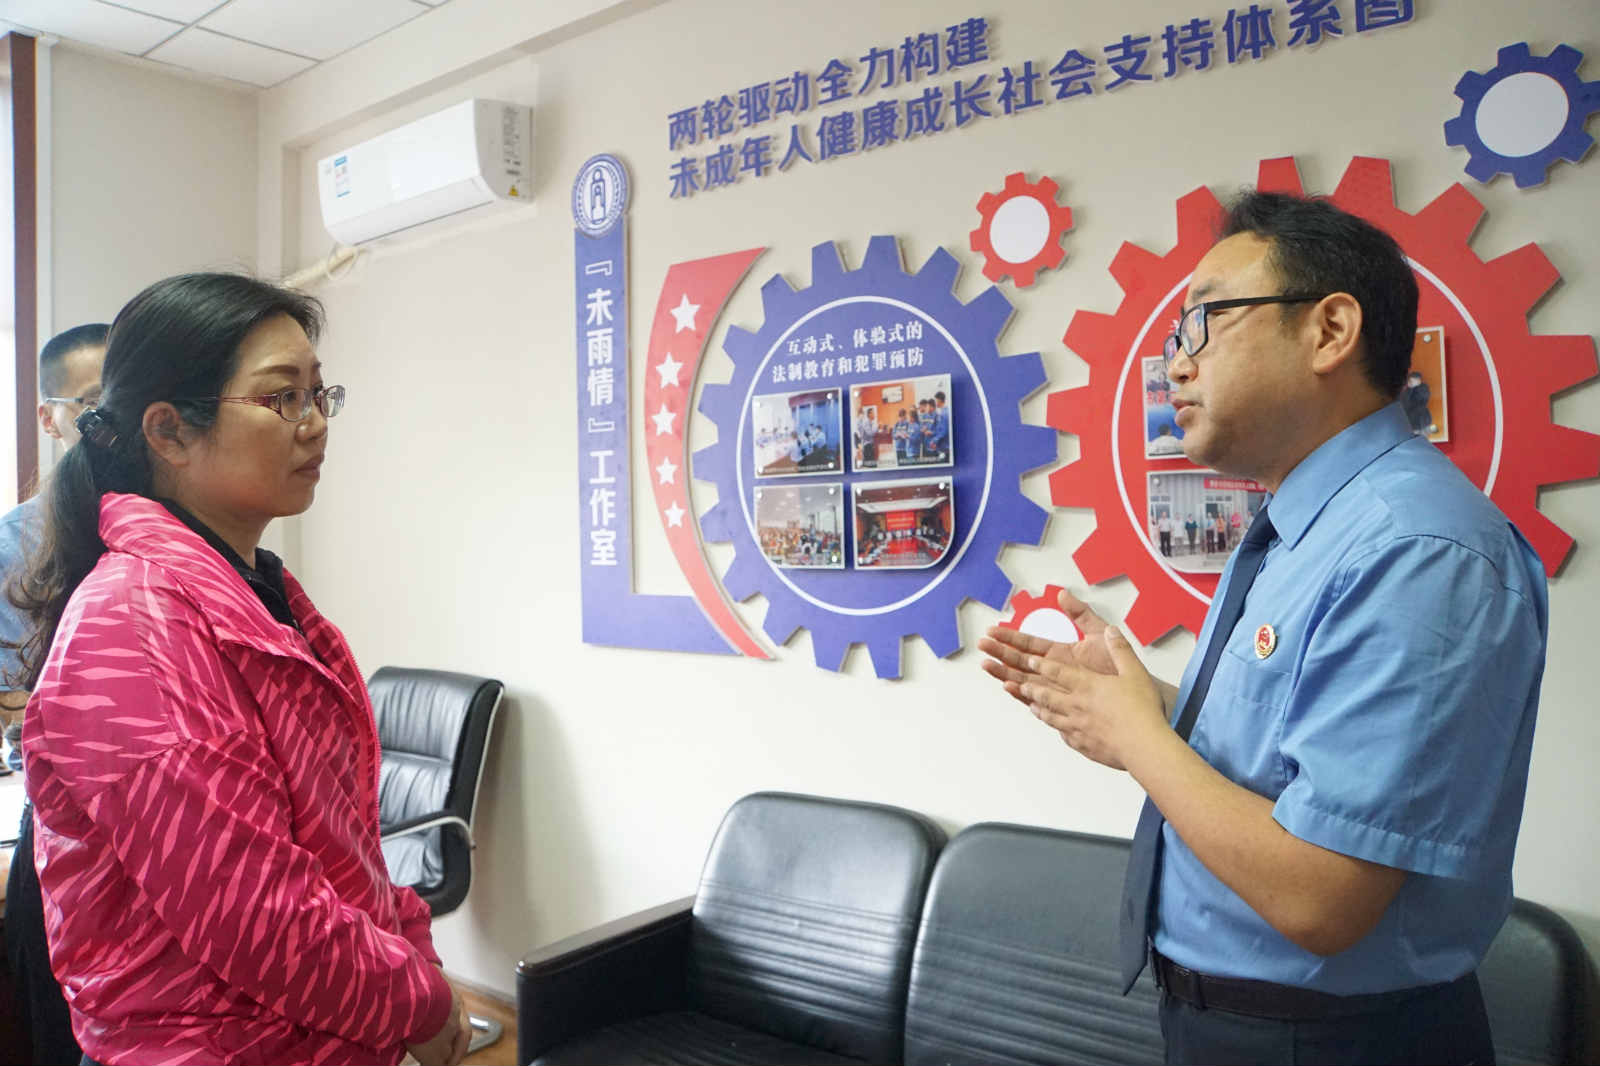 两轮驱动全力构建
未成年人健康成长社会支持体系图
『未雨情』工作室
互动式、体验式的
法制教育和犯罪预防